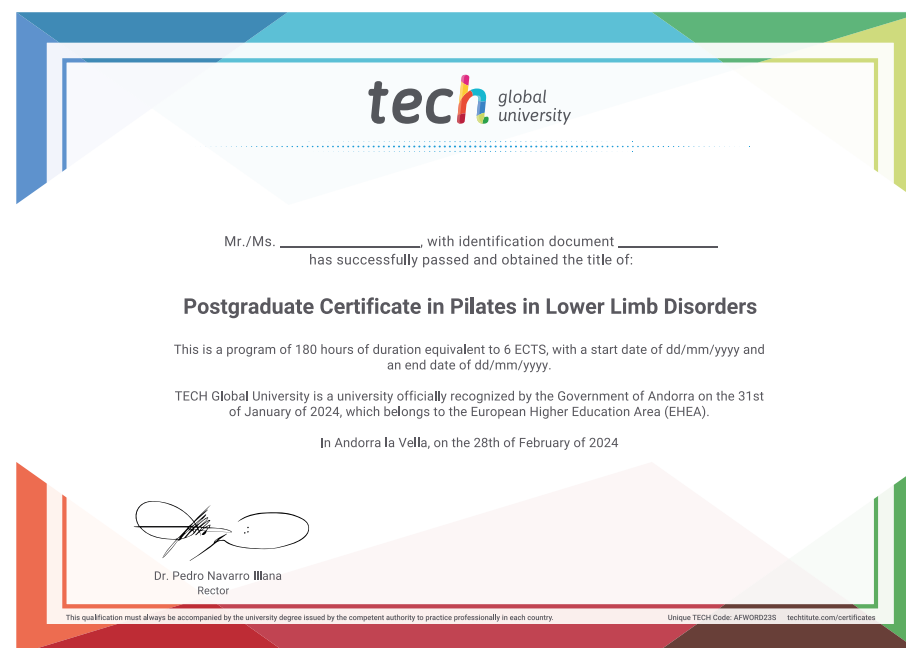 tech global
university
Mr./Ms. ____________________, with identification document ______________
has successfully passed and obtained the title of:
Postgraduate Certificate in Pilates in Lower Limb Disorders
This is a program of 180 hours of duration equivalent to 6 ECTS, with a start date of dd/mm/yyyy and
an end date of dd/mm/yyyy.
TECH Global University is a university officially recognized by the Government of Andorra on the 31st
of January of 2024, which belongs to the European Higher Education Area (EHEA).
In Andorra la Vella, on the 28th of February of 2024
Dr. Pedro Navarro Illana
Rector
This qualification must always be accompanied by the university degree issued by the competent authority to practice professionally in each country.
Unique TECH Code: AFWORD23S techtitute.com/certificates